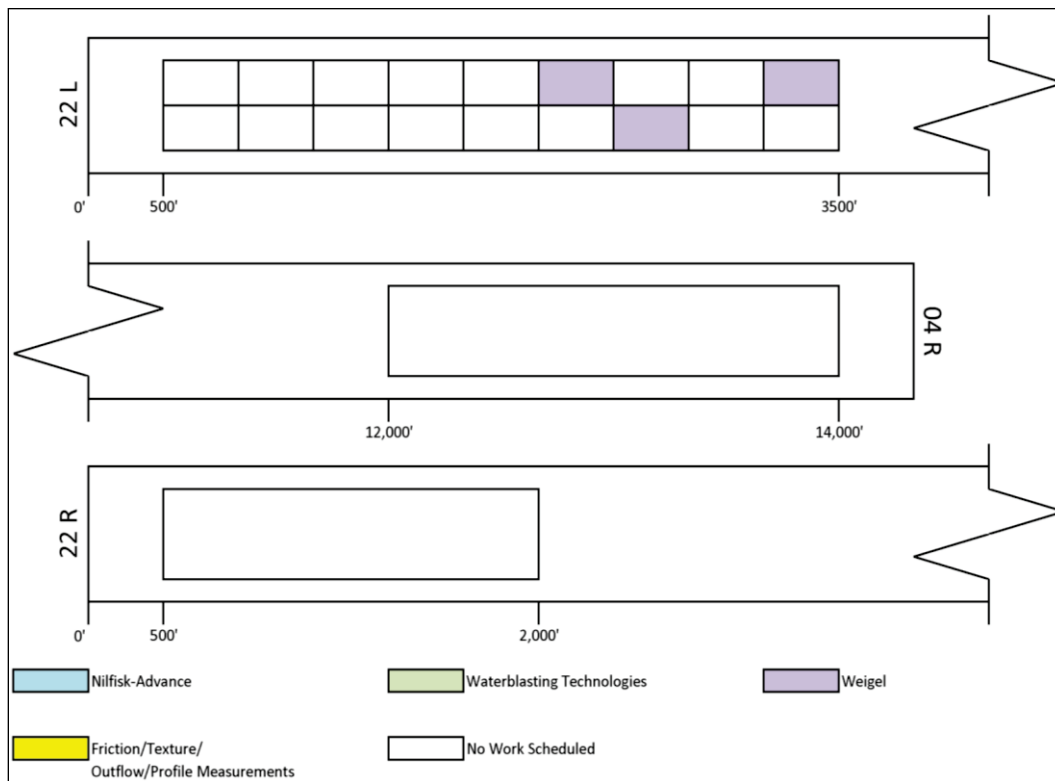 22 L
0'
500'
3500'
04 R
12,000'
14,000'
22 R
0'
500'
2,000'
Nilfisk-Advance
Waterblasting Technologies
Weigel
Friction/Texture/
Outflow/Profile Measurements
No Work Scheduled